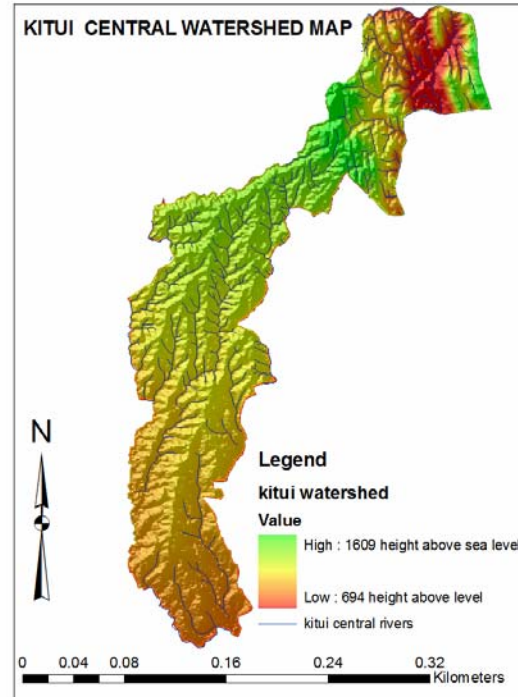 KITUI CENTRAL WATERSHED MAP
N
Legend
kitui watershed
Value
High : 1609 height above sea level
Low : 694 height above level
kitui central rivers
0 0.04 0.08 0.16 0.24 0.32
Kilometers